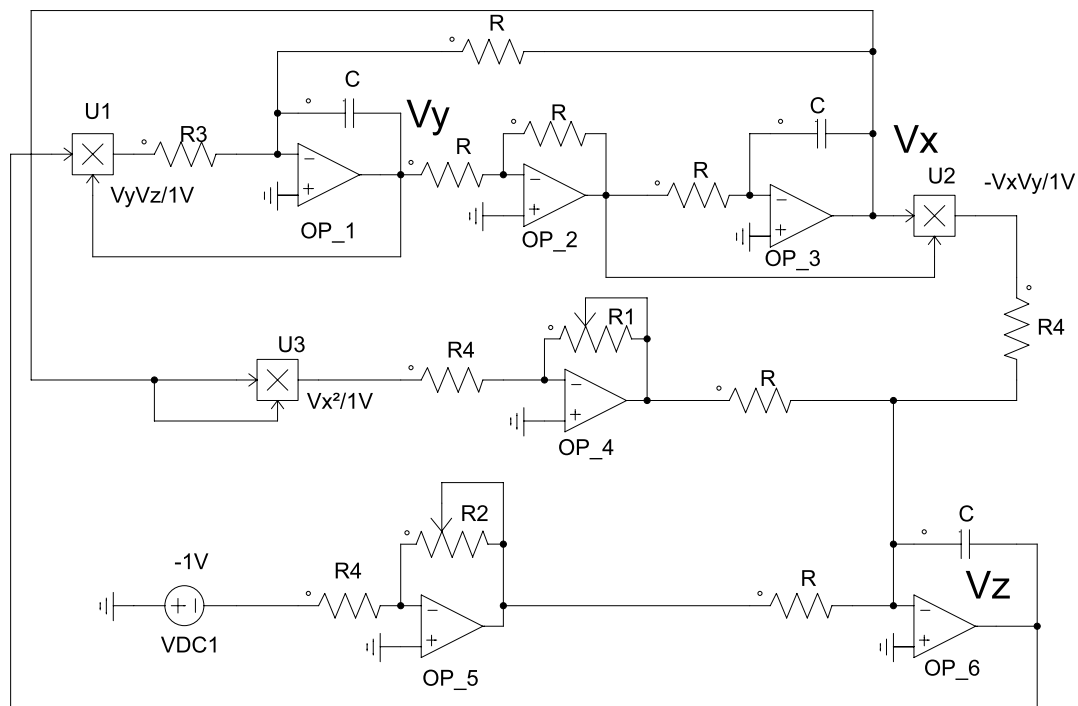 R
C
Vy
C
Vx
U1
R3
R
R
R
U2
-VxVy/1V
VyVz/1V
OP_1
OP_2
OP_3
R1
R4
U3
R4
R
Vx²/1V
OP_4
R2
C
-1V
R4
R
Vz
VDC1
OP_5
OP_6